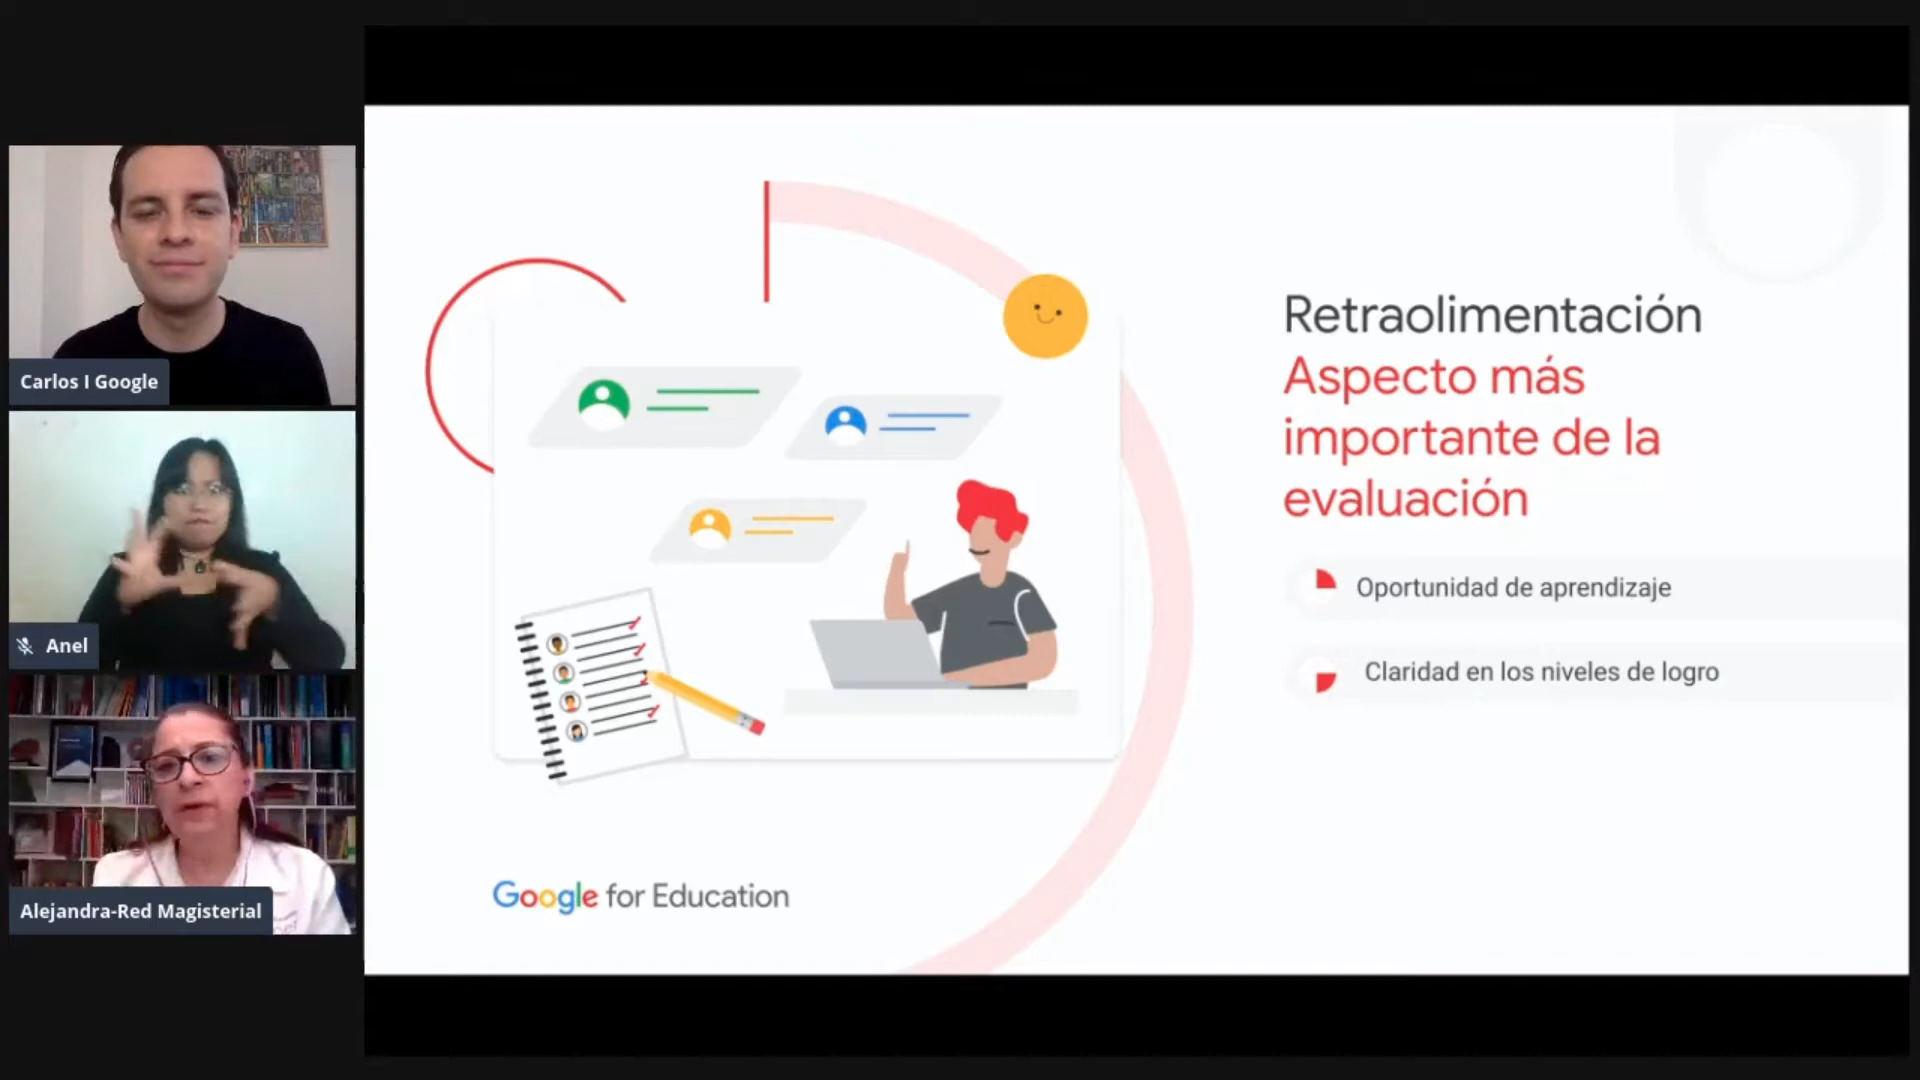 Carlos I Google
Anel
Alejandra-Red Magisterial
Retraolimentación
Aspecto más
importante de la
evaluación
Oportunidad de aprendizaje
Claridad en los niveles de logro
Google for Education